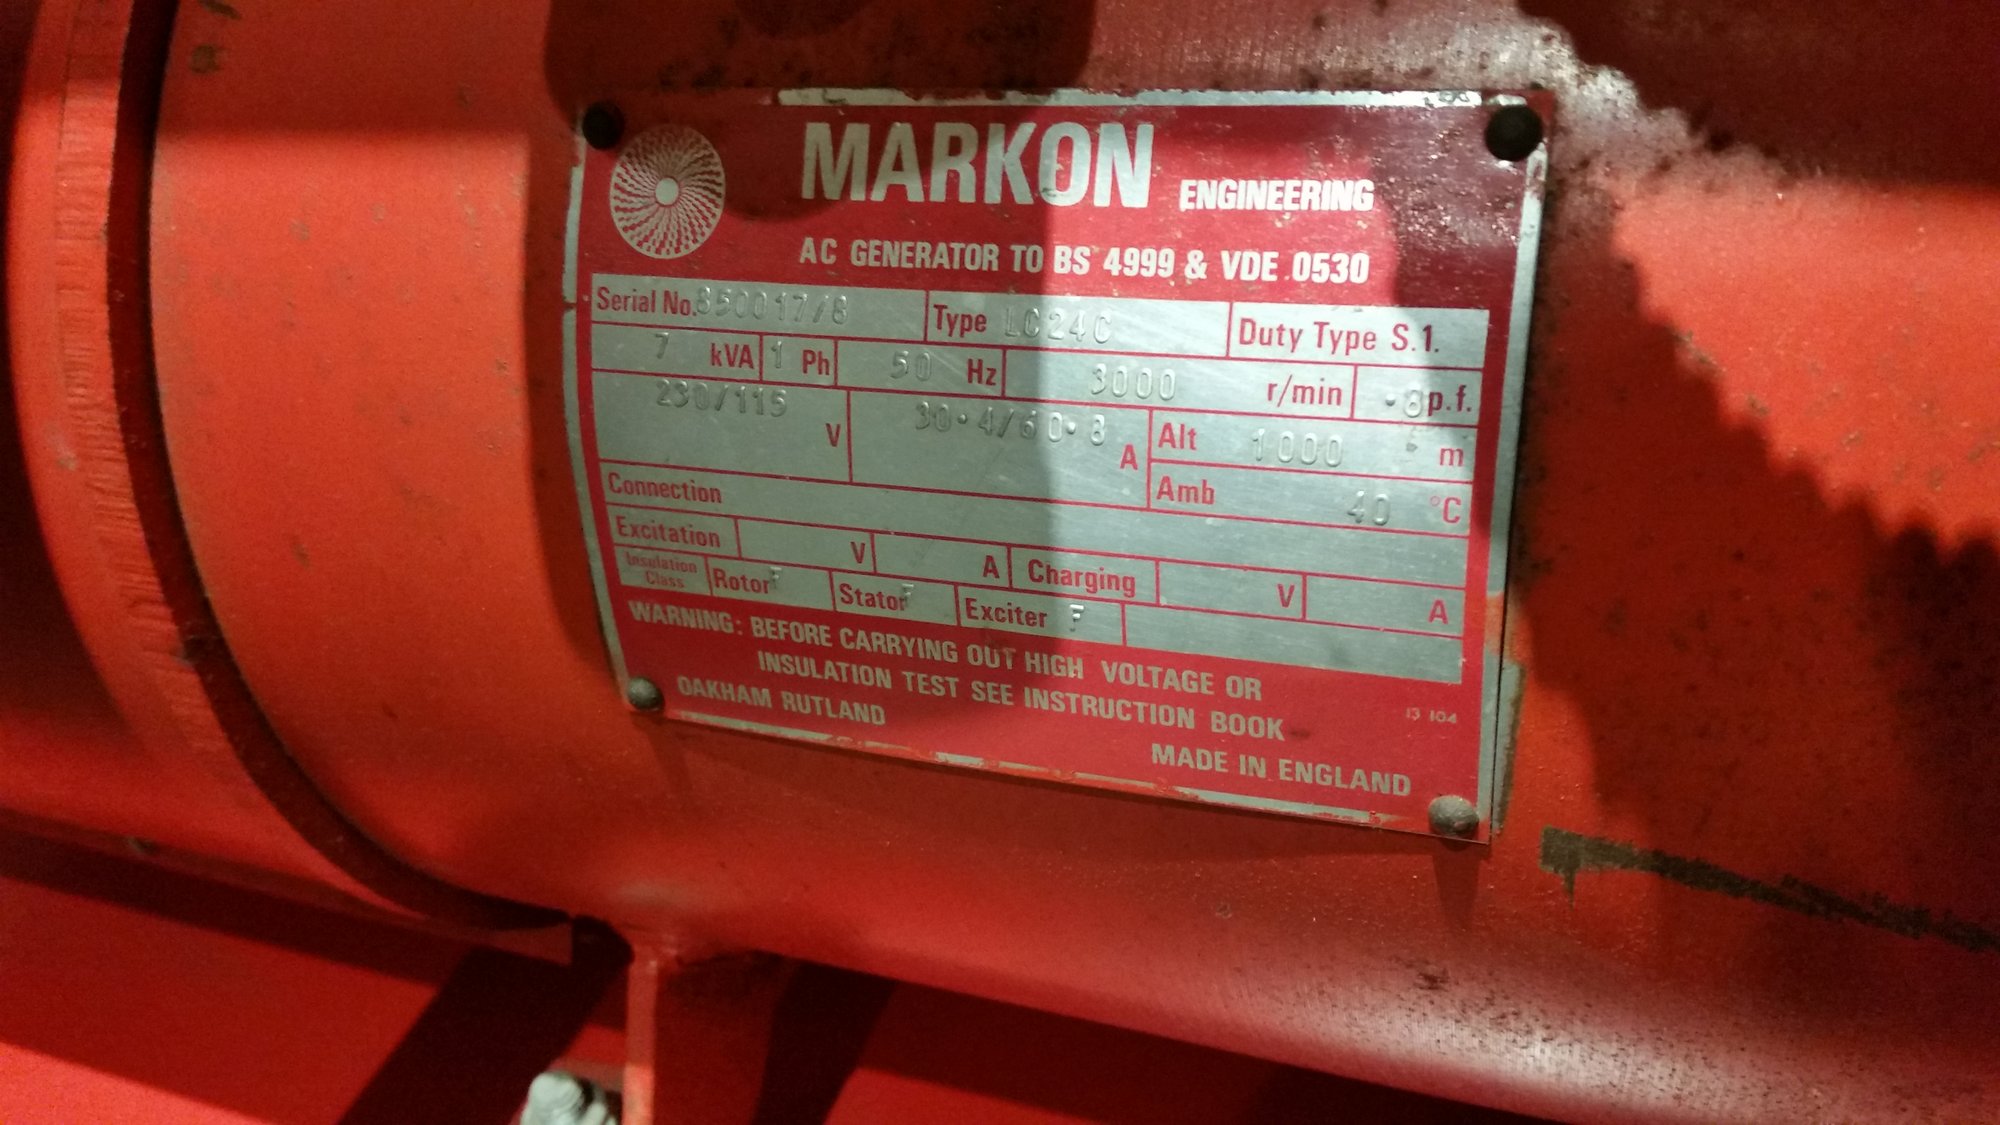 MARKON ENGINEERING
AC GENERATOR TO BS 4999 & VDE 0530
Serial No. 850017/8 Type LC24C Duty Type S.1.
7 kVA 1 Ph 50 Hz 3000 r/min .8 p.f.
230/115 V 30.4/60.8 A Alt 1000 m
Amb 40 °C
Connection
Excitation V A Charging V A
Insulation Class Rotor F Stator F Exciter F
WARNING: BEFORE CARRYING OUT HIGH VOLTAGE OR
INSULATION TEST SEE INSTRUCTION BOOK
OAKHAM RUTLAND
13 104
MADE IN ENGLAND